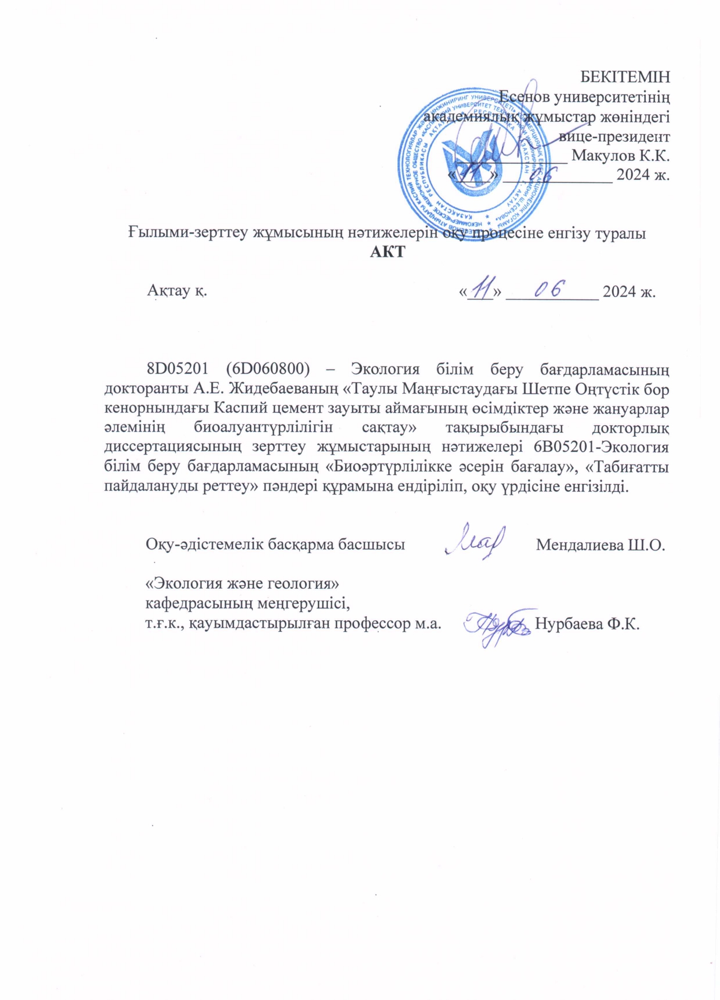 БЕКІТЕМІН
Есенов университетінің
академиялық жұмыстар жөніндегі
вице-президент
______________ Макулов К.К.
«11» 06 2024 ж.
Ғылыми-зерттеу жұмысының нәтижелерін оқу процесіне енгізу туралы
АКТ
Ақтау қ. «11» 06 2024 ж.
8D05201 (6D060800) – Экология білім беру бағдарламасының
докторанты А.Е. Жидебаеваның «Таулы Маңғыстаудағы Шетпе Оңтүстік бор
кенорнындағы Каспий цемент зауыты аймағының өсімдіктер және жануарлар
әлемінің биоалуантүрлілігін сақтау» тақырыбындағы докторлық
диссертациясының зерттеу жұмыстарының нәтижелері 6В05201-Экология
білім беру бағдарламасының «Биоәртүрлілікке әсерін бағалау», «Табиғатты
пайдалануды реттеу» пәндері құрамына ендіріліп, оқу үрдісіне енгізілді.
Оқу-әдістемелік басқарма басшысы Мендалиева Ш.О.
«Экология және геология»
кафедрасының меңгерушісі,
т.ғ.к., қауымдастырылған профессор м.а. Нурбаева Ф.К.